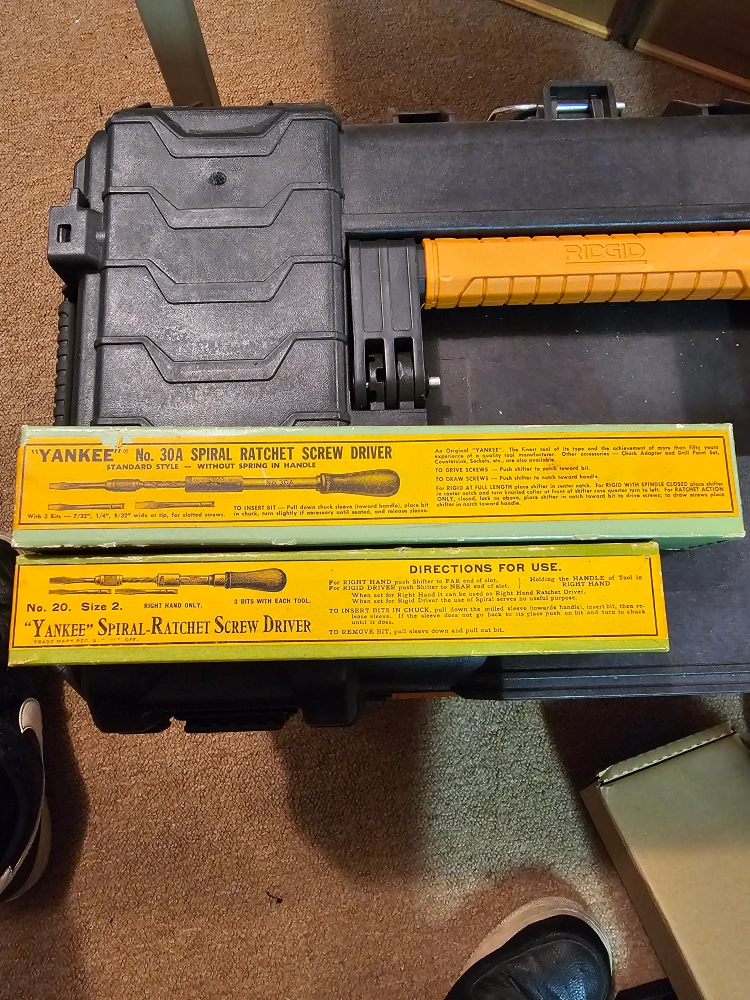 RIDGID
"YANKEE"® No. 30A SPIRAL RATCHET SCREW DRIVER
STANDARD STYLE — WITHOUT SPRING IN HANDLE
No. 30A
With 3 Bits — 7/32", 1/4", 9/32" wide at tip, for slotted screws.
TO INSERT BIT — Pull down chuck sleeve (toward handle), place bit
in chuck, turn slightly if necessary until seated, and release sleeve.
An Original "YANKEE". The finest tool of its type and the achievement of more than fifty years
experience of a quality tool manufacturer. Other accessories — Chuck Adapter and Drill Point Set,
Countersink, Sockets, etc., are also available.
TO DRIVE SCREWS — Push shifter to notch toward bit.
TO DRAW SCREWS — Push shifter to notch toward handle.
For RIGID AT FULL LENGTH place shifter in center notch. For RIGID WITH SPINDLE CLOSED place shifter
in center notch and turn knurled collar at front of shifter one quarter turn to left. For RATCHET ACTION
ONLY, closed, lock as above, place shifter in notch toward bit to drive screws; to draw screws place
shifter in notch toward handle.
No. 20. Size 2.
RIGHT HAND ONLY.
3 BITS WITH EACH TOOL.
"YANKEE" SPIRAL-RATCHET SCREW DRIVER
TRADE MARK REG. U.S. PAT. OFF.
DIRECTIONS FOR USE.
For RIGHT HAND push Shifter to FAR end of slot.
For RIGID DRIVER push Shifter to NEAR end of slot.
Holding the HANDLE of Tool in
RIGHT HAND
When set for Right Hand it can be used as Right Hand Ratchet Driver.
When set for Rigid Driver the use of Spiral serves no useful purpose.
TO INSERT BITS IN CHUCK, pull down the milled sleeve (towards handle), insert bit, then re-
lease sleeve. If the sleeve does not go back to its place push on bit and turn in chuck
until it does.
TO REMOVE BIT, pull sleeve down and pull out bit.